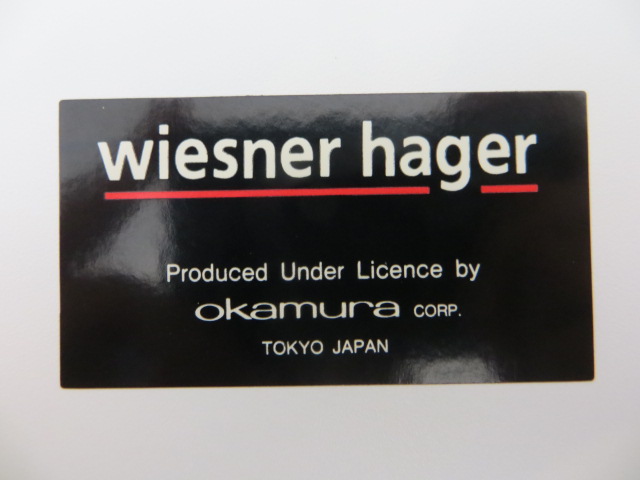 wiesner hager
Produced Under Licence by
okamura CORP.
TOKYO JAPAN